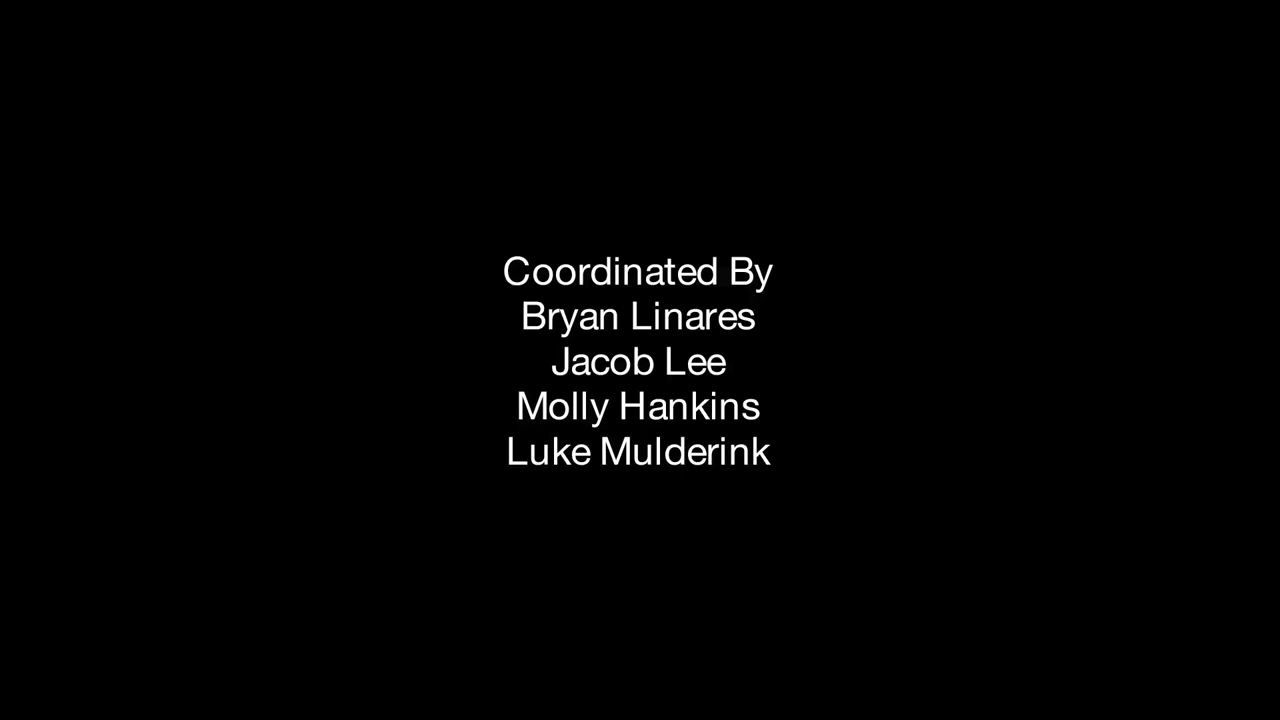 Coordinated By
Bryan Linares
Jacob Lee
Molly Hankins
Luke Mulderink